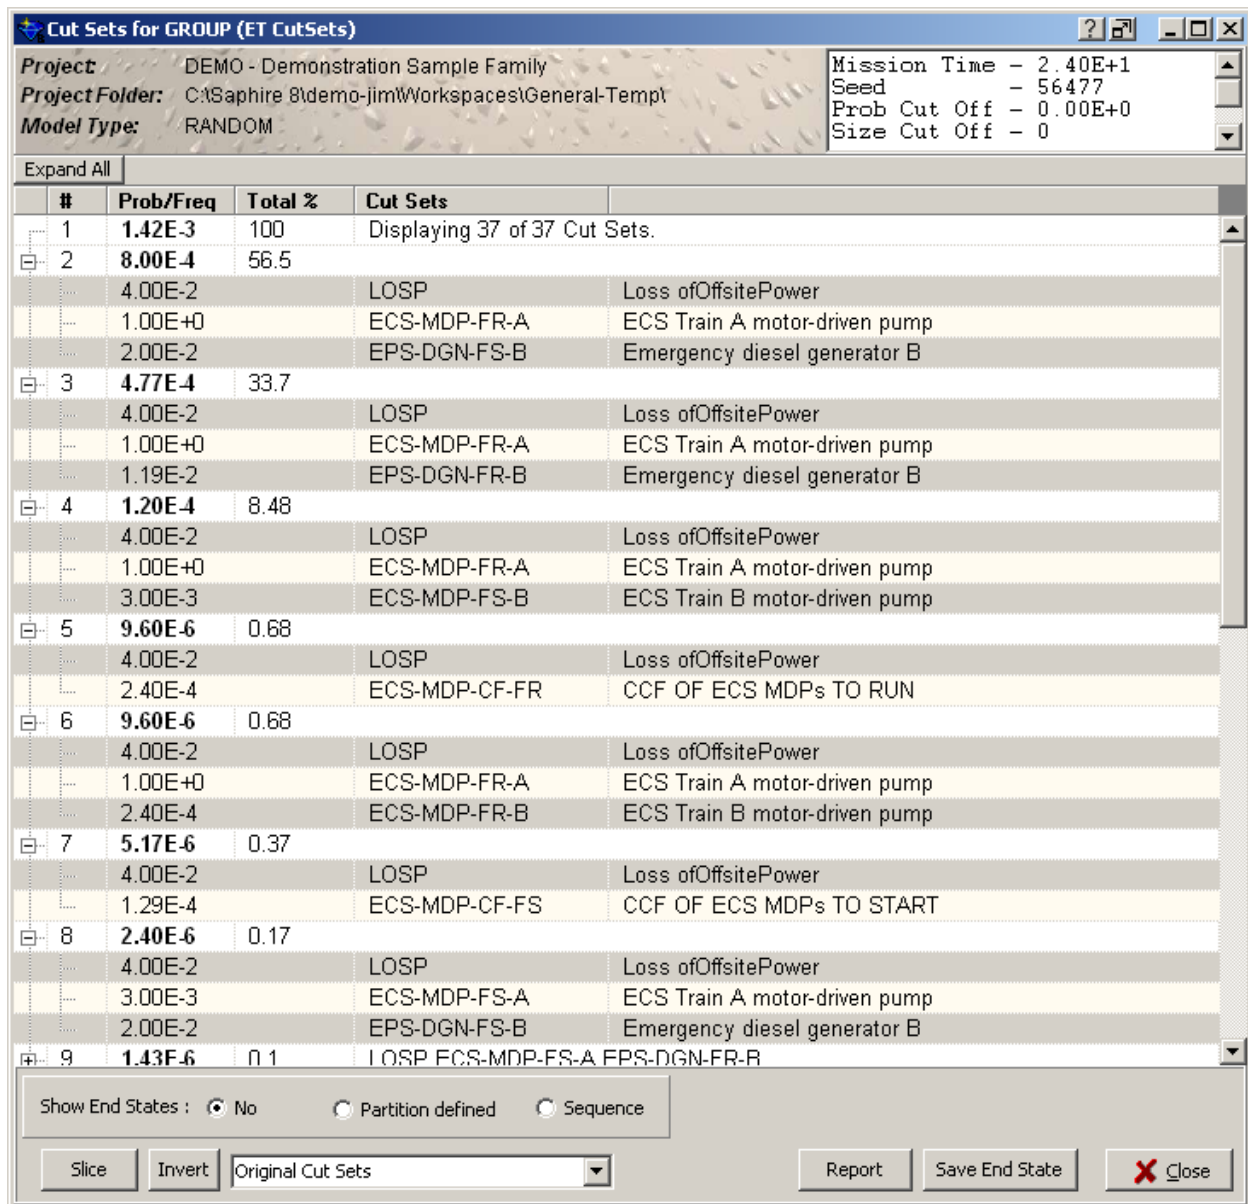 Cut Sets for GROUP (ET CutSets)
Project: DEMO - Demonstration Sample Family
Project Folder: C:\Saphire 8\demo-jim\Workspaces\General-Temp\
Model Type: RANDOM
Mission Time - 2.40E+1
Seed - 56477
Prob Cut Off - 0.00E+0
Size Cut Off - 0
Expand All
# Prob/Freq Total % Cut Sets
1 1.42E-3 100 Displaying 37 of 37 Cut Sets.
2 8.00E-4 56.5
4.00E-2 LOSP Loss ofOffsitePower
1.00E+0 ECS-MDP-FR-A ECS Train A motor-driven pump
2.00E-2 EPS-DGN-FS-B Emergency diesel generator B
3 4.77E-4 33.7
4.00E-2 LOSP Loss ofOffsitePower
1.00E+0 ECS-MDP-FR-A ECS Train A motor-driven pump
1.19E-2 EPS-DGN-FR-B Emergency diesel generator B
4 1.20E-4 8.48
4.00E-2 LOSP Loss ofOffsitePower
1.00E+0 ECS-MDP-FR-A ECS Train A motor-driven pump
3.00E-3 ECS-MDP-FS-B ECS Train B motor-driven pump
5 9.60E-6 0.68
4.00E-2 LOSP Loss ofOffsitePower
2.40E-4 ECS-MDP-CF-FR CCF OF ECS MDPs TO RUN
6 9.60E-6 0.68
4.00E-2 LOSP Loss ofOffsitePower
1.00E+0 ECS-MDP-FR-A ECS Train A motor-driven pump
2.40E-4 ECS-MDP-FR-B ECS Train B motor-driven pump
7 5.17E-6 0.37
4.00E-2 LOSP Loss ofOffsitePower
1.29E-4 ECS-MDP-CF-FS CCF OF ECS MDPs TO START
8 2.40E-6 0.17
4.00E-2 LOSP Loss ofOffsitePower
3.00E-3 ECS-MDP-FS-A ECS Train A motor-driven pump
2.00E-2 EPS-DGN-FS-B Emergency diesel generator B
9 1.43E-6 0.1 LOSP ECS-MDP-FS-A EPS-DGN-FR-B
Show End States : No Partition defined Sequence
Slice Invert Original Cut Sets Report Save End State Close